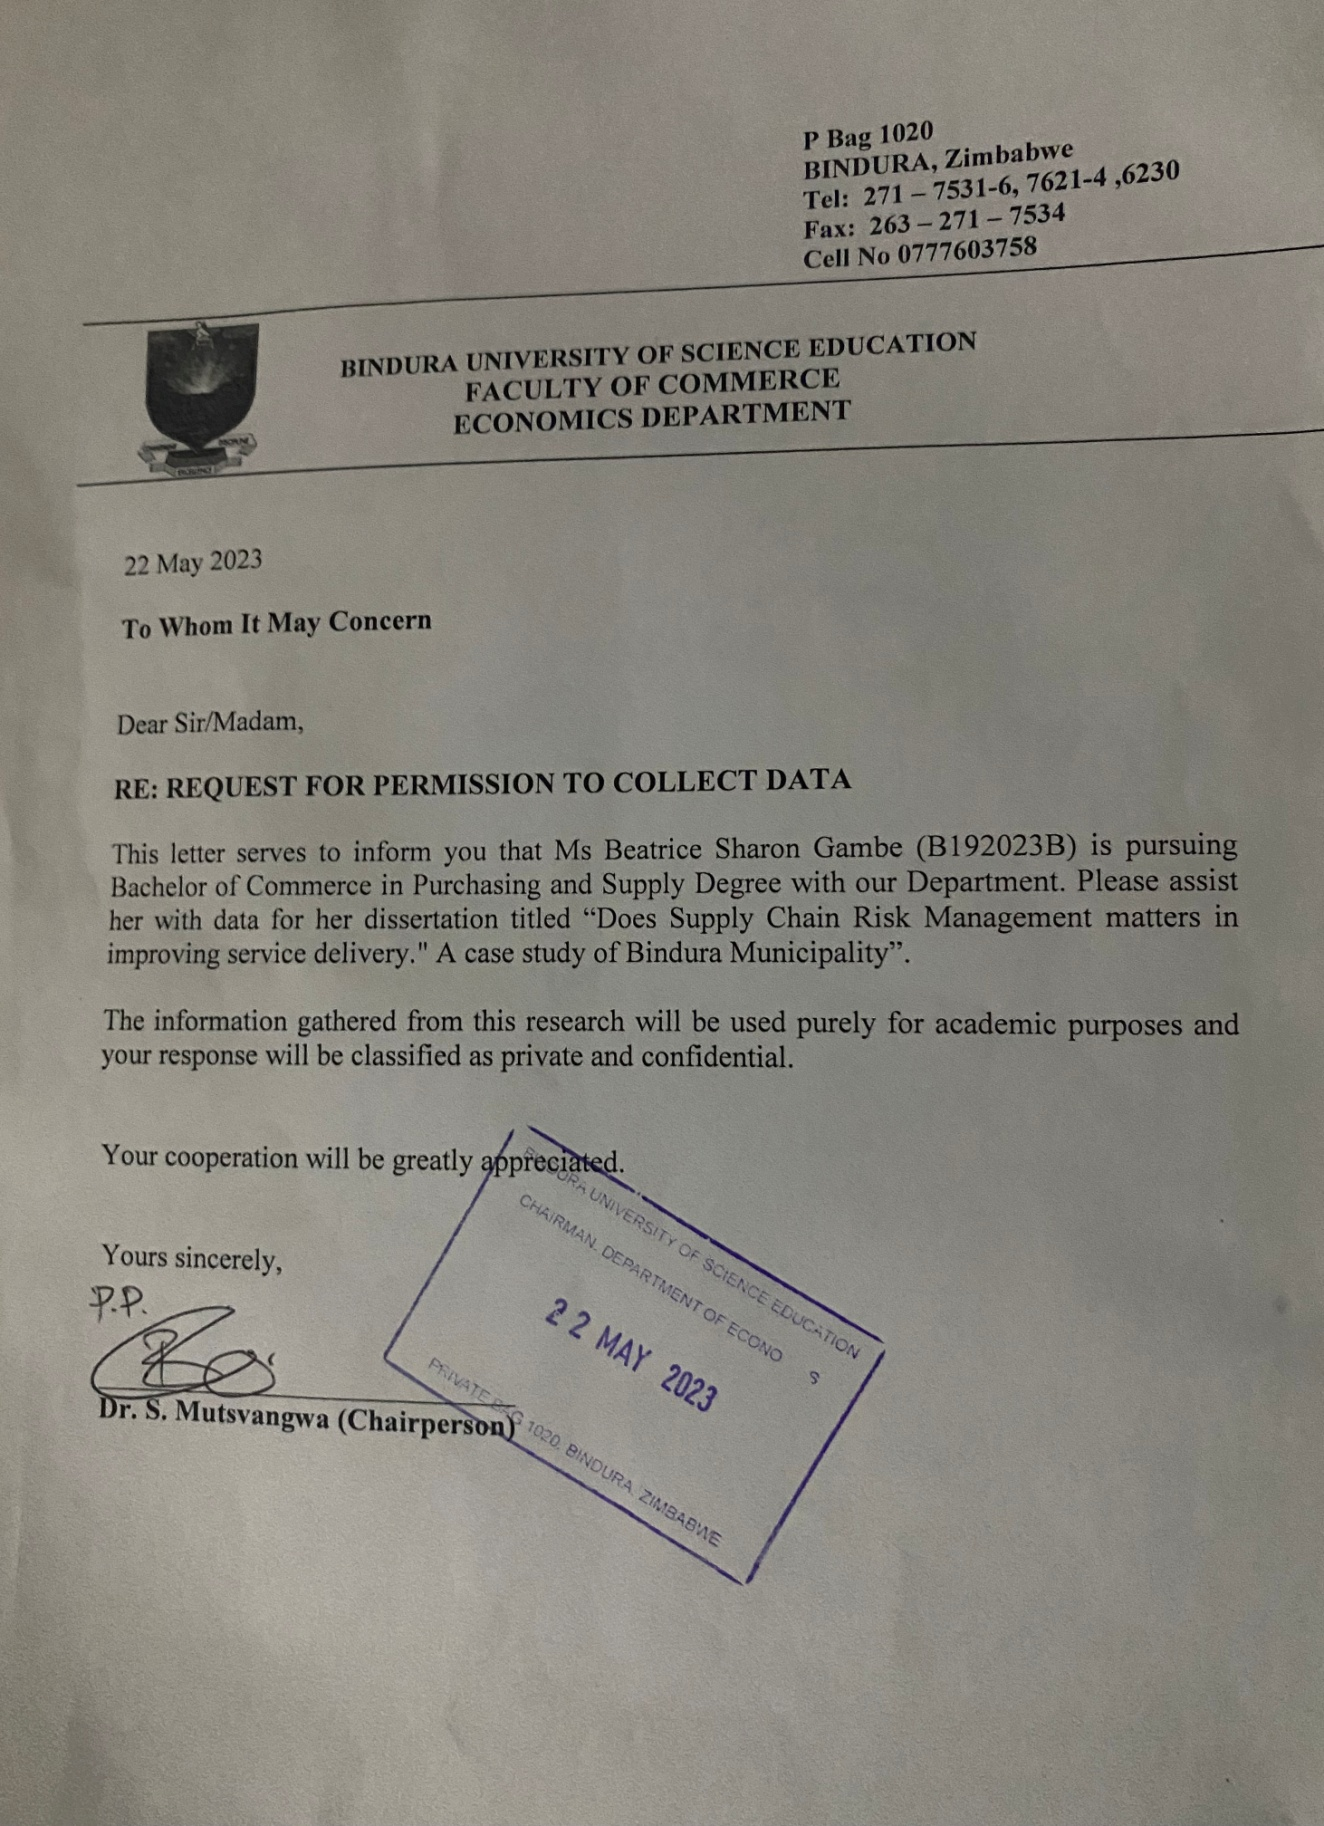 P Bag 1020
BINDURA, Zimbabwe
Tel: 271 – 7531-6, 7621-4 ,6230
Fax: 263 – 271 – 7534
Cell No 0777603758
BINDURA UNIVERSITY OF SCIENCE EDUCATION
FACULTY OF COMMERCE
ECONOMICS DEPARTMENT
22 May 2023
To Whom It May Concern
Dear Sir/Madam,
RE: REQUEST FOR PERMISSION TO COLLECT DATA
This letter serves to inform you that Ms Beatrice Sharon Gambe (B192023B) is pursuing
Bachelor of Commerce in Purchasing and Supply Degree with our Department. Please assist
her with data for her dissertation titled “Does Supply Chain Risk Management matters in
improving service delivery." A case study of Bindura Municipality”.
The information gathered from this research will be used purely for academic purposes and
your response will be classified as private and confidential.
Your cooperation will be greatly appreciated.
Yours sincerely,
P.P.
Dr. S. Mutsvangwa (Chairperson)
BINDURA UNIVERSITY OF SCIENCE EDUCATION
CHAIRMAN, DEPARTMENT OF ECONO S
22 MAY 2023
PRIVATE BAG 1020, BINDURA, ZIMBABWE